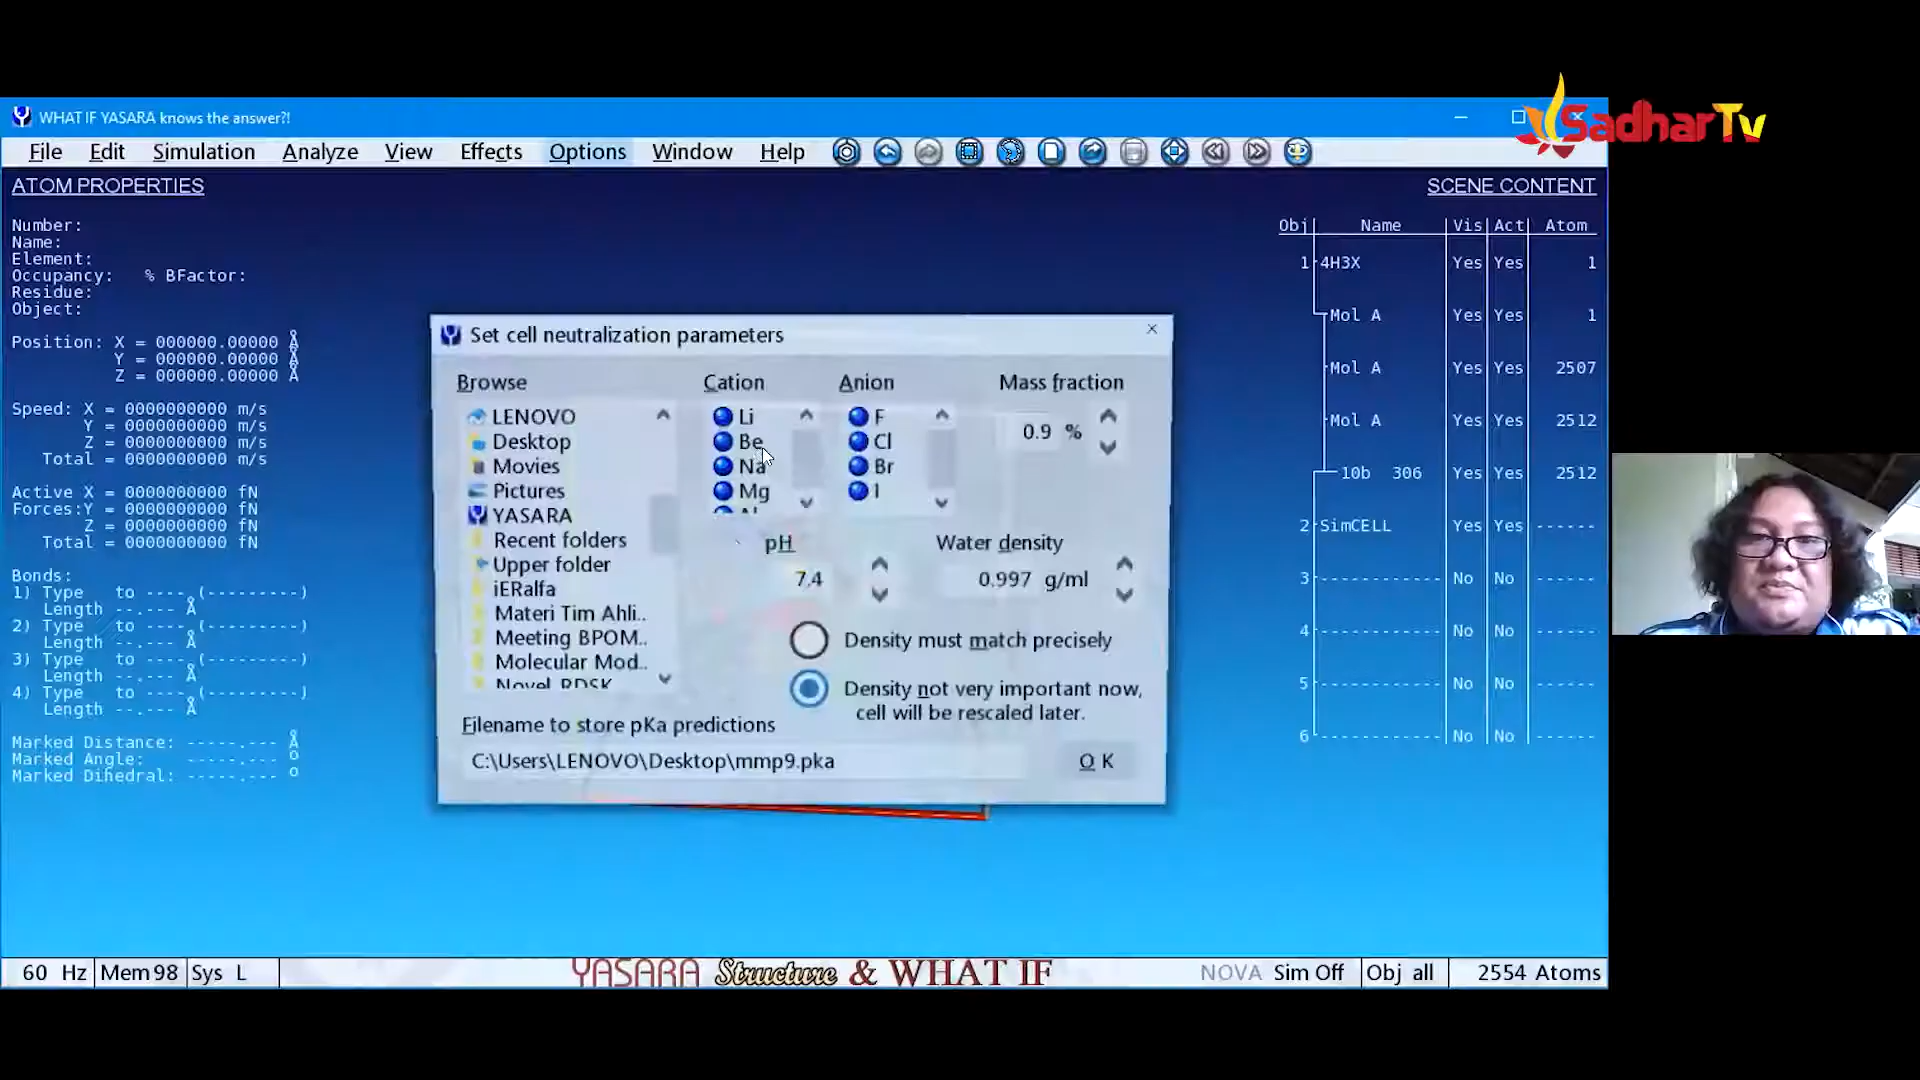 SadharTv
WHAT IF YASARA knows the answer?!
File Edit Simulation Analyze View Effects Options Window Help
ATOM PROPERTIES
Number:
Name:
Element:
Occupancy: % BFactor:
Residue:
Object:
Position: X = 000000.00000 Å
Y = 000000.00000 Å
Z = 000000.00000 Å
Speed: X = 0000000000 m/s
Y = 0000000000 m/s
Z = 0000000000 m/s
Total = 0000000000 m/s
Active X = 0000000000 fN
Forces:Y = 0000000000 fN
Z = 0000000000 fN
Total = 0000000000 fN
Bonds:
1) Type to ----.(---------)
Length --.--- Å
2) Type to ----.(---------)
Length --.--- Å
3) Type to ----.(---------)
Length --.--- Å
4) Type to ----.(---------)
Length --.--- Å
Marked Distance: -----.--- Å
Marked Angle: -----.--- o
Marked Dihedral: -----.--- o
Set cell neutralization parameters
Browse
LENOVO
Desktop
Movies
Pictures
YASARA
Recent folders
Upper folder
iERalfa
Materi Tim Ahli..
Meeting BPOM..
Molecular Mod..
Novel RDSK
Cation
Li
Be
Na
Mg
Al
Anion
F
Cl
Br
I
Mass fraction
0.9 %
pH
7.4
Water density
0.997 g/ml
Density must match precisely
Density not very important now,
cell will be rescaled later.
Filename to store pKa predictions
C:\Users\LENOVO\Desktop\mmp9.pka
O K
SCENE CONTENT
Obj Name Vis Act Atom
1 4H3X Yes Yes 1
Mol A Yes Yes 1
Mol A Yes Yes 2507
Mol A Yes Yes 2512
10b 306 Yes Yes 2512
2 SimCELL Yes Yes ------
3 ------------ No No ------
4 ------------ No No ------
5 ------------ No No ------
6 ------------ No No ------
60 Hz Mem 98 Sys L
YASARA Structure & WHAT IF
NOVA Sim Off Obj all 2554 Atoms